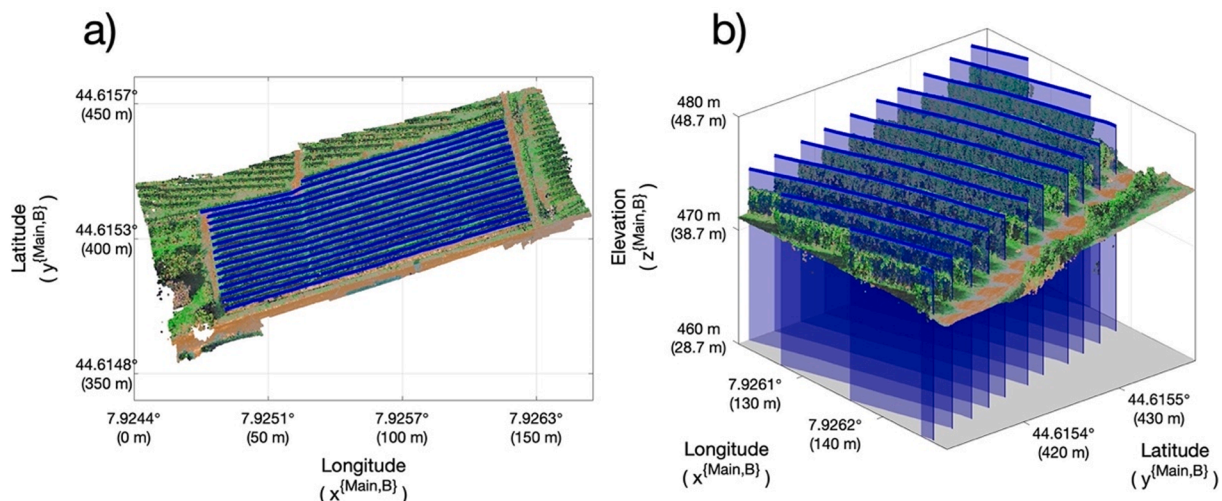 a)
44.6157°
(450 m)
44.6153°
(400 m)
44.6148°
(350 m)
Latitude
( y{Main,B} )
7.9244°
(0 m)
7.9251°
(50 m)
7.9257°
(100 m)
7.9263°
(150 m)
Longitude
( x{Main,B} )
b)
480 m
(48.7 m)
470 m
(38.7 m)
460 m
(28.7 m)
Elevation
( z{Main,B} )
7.9261°
(130 m)
7.9262°
(140 m)
Longitude
( x{Main,B} )
44.6155°
(430 m)
44.6154°
(420 m)
Latitude
( y{Main,B} )